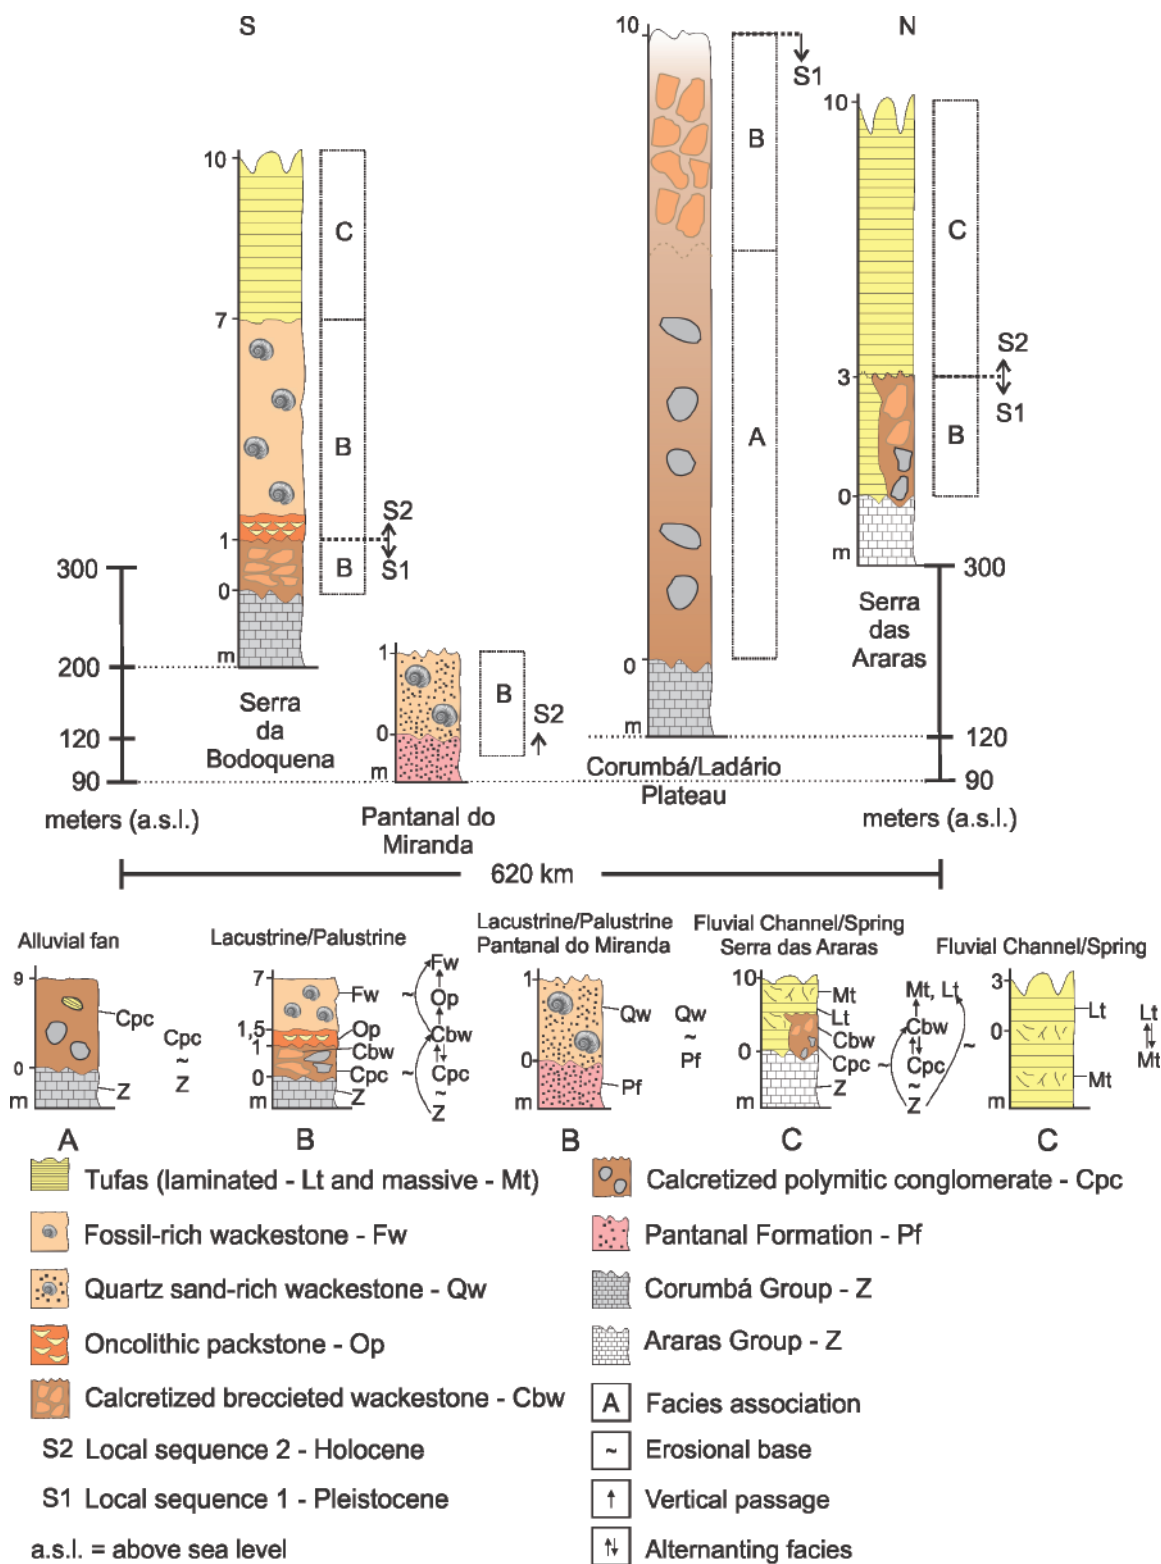 S
N
10
B
S1
10
C
A
10
C
7
B
S2
S1
3
B
0
m
Serra
das
Araras
300
120
90
meters (a.s.l.)
S2
1
S1
B
0
m
300
200
120
90
meters (a.s.l.)
Serra
da
Bodoquena
1
B
S2
0
m
Pantanal do
Miranda
0
m
Corumbá/Ladário
Plateau
620 km
Alluvial fan
9
Cpc
0
Z
m
Cpc
~
Z
A
Lacustrine/Palustrine
7
Fw
1,5
Op
1
Cbw
0
Cpc
Z
m
Fw
~
Op
Cbw
~
Cpc
~
Z
B
Lacustrine/Palustrine
Pantanal do Miranda
1
Qw
0
Pf
m
Qw
~
Pf
B
Fluvial Channel/Spring
Serra das Araras
10
Mt
Lt
Cbw
0
Cpc
Z
m
Mt, Lt
Cbw
~
Cpc
~
~
Z
C
Fluvial Channel/Spring
3
Lt
0
Mt
m
Lt
Mt
C
Tufas (laminated - Lt and massive - Mt)
Fossil-rich wackestone - Fw
Quartz sand-rich wackestone - Qw
Oncolithic packstone - Op
Calcretized breccieted wackestone - Cbw
S2 Local sequence 2 - Holocene
S1 Local sequence 1 - Pleistocene
a.s.l. = above sea level
Calcretized polymitic conglomerate - Cpc
Pantanal Formation - Pf
Corumbá Group - Z
Araras Group - Z
A Facies association
~ Erosional base
↑ Vertical passage
⇅ Alternanting facies